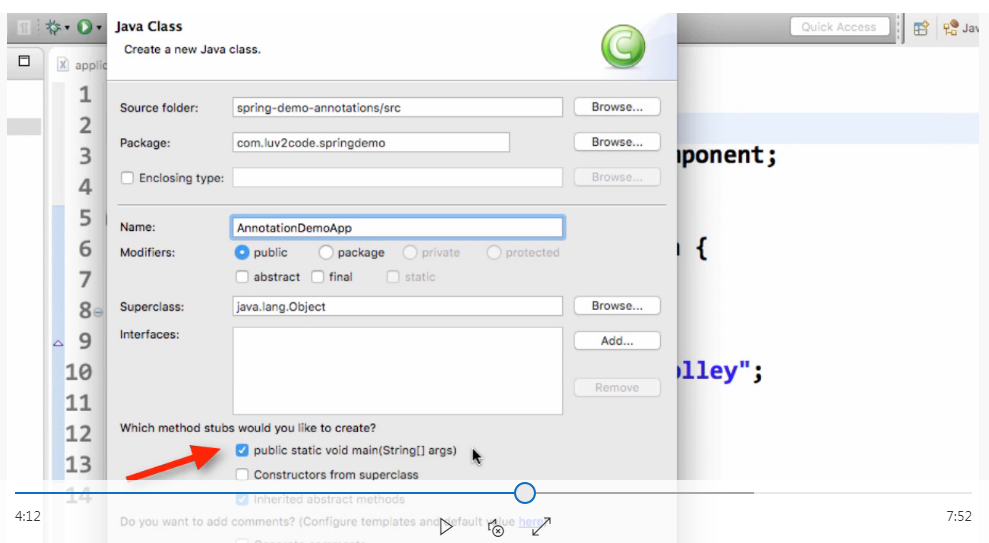 Java Class
Create a new Java class.
Quick Access
Jav
applic
Source folder: spring-demo-annotations/src Browse...
Package: com.luv2code.springdemo Browse...
Enclosing type: Browse...
Name: AnnotationDemoApp
Modifiers: public package private protected
abstract final static
Superclass: java.lang.Object Browse...
Interfaces: Add...
Remove
Which method stubs would you like to create?
public static void main(String[] args)
Constructors from superclass
Inherited abstract methods
Do you want to add comments? (Configure templates and default value here)
1
2
3 mponent;
4
5
6 {
7
8
9
10 olley";
11
12
13
14
4:12 7:52